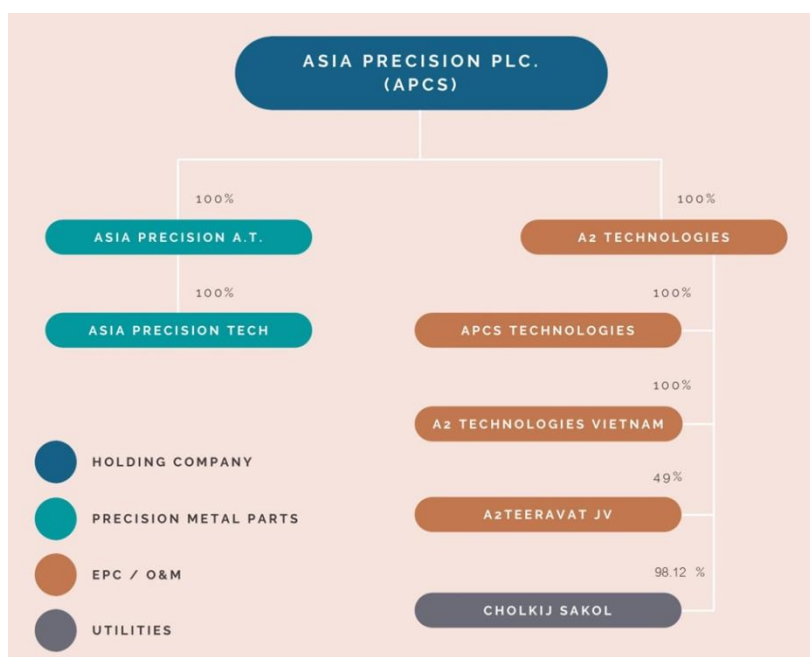 ASIA PRECISION PLC.
(APCS)
100%
100%
ASIA PRECISION A.T.
A2 TECHNOLOGIES
100%
100%
ASIA PRECISION TECH
APCS TECHNOLOGIES
100%
A2 TECHNOLOGIES VIETNAM
49%
A2TEERAVAT JV
98.12 %
CHOLKIJ SAKOL
HOLDING COMPANY
PRECISION METAL PARTS
EPC / O&M
UTILITIES